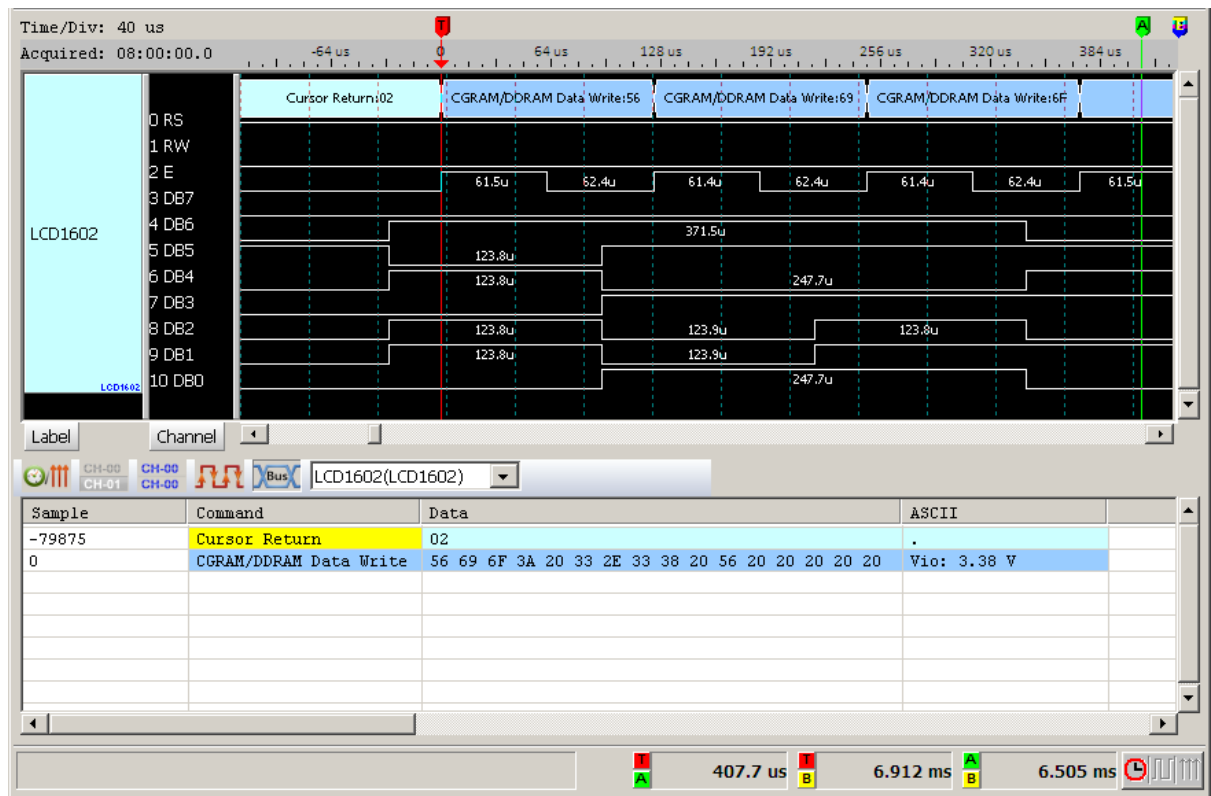 Time/Div: 40 us
T A B
Acquired: 08:00:00.0 -64 us 0 64 us 128 us 192 us 256 us 320 us 384 us
Cursor Return:02 CGRAM/DDRAM Data Write:56 CGRAM/DDRAM Data Write:69 CGRAM/DDRAM Data Write:6F
0 RS
1 RW
2 E 61.5u 62.4u 61.4u 62.4u 61.4u 62.4u 61.5u
3 DB7
LCD1602 4 DB6 371.5u
5 DB5 123.8u
6 DB4 123.8u 247.7u
7 DB3
8 DB2 123.8u 123.9u 123.8u
9 DB1 123.8u 123.9u
LCD1602 10 DB0 247.7u
Label Channel
CH-00 CH-01 CH-00 CH-00 Bus LCD1602(LCD1602)
Sample Command Data ASCII
-79875 Cursor Return 02 .
0 CGRAM/DDRAM Data Write 56 69 6F 3A 20 33 2E 33 38 20 56 20 20 20 20 20 Vio: 3.38 V
T A 407.7 us T B 6.912 ms A B 6.505 ms